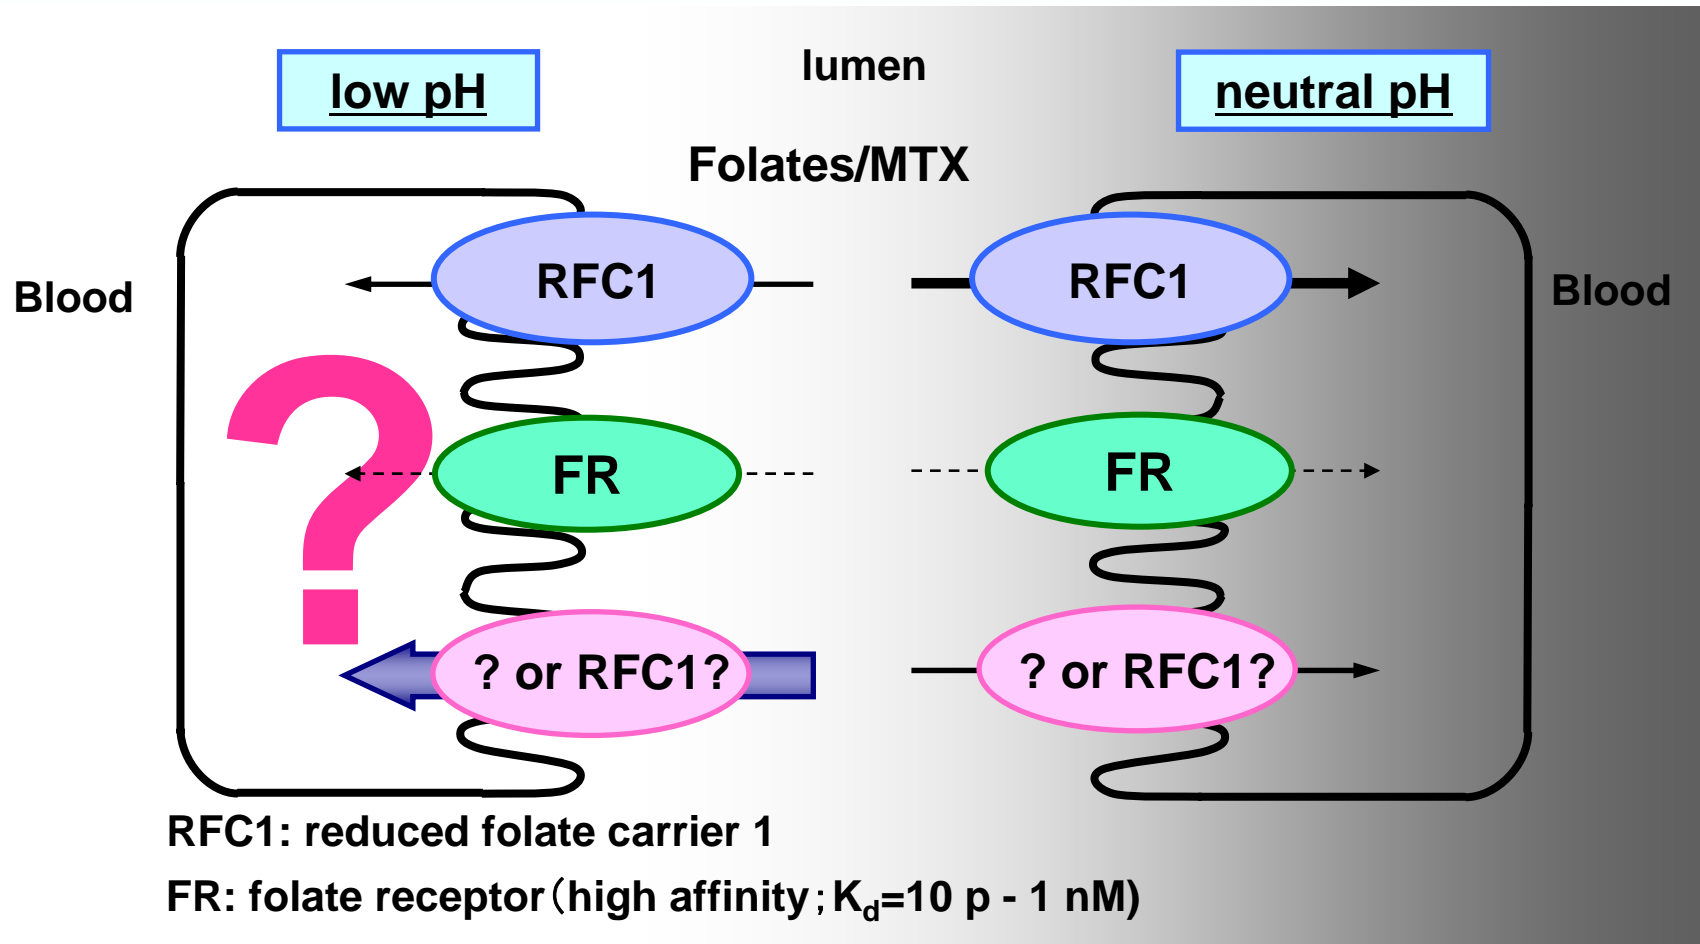 lumen
low pH
neutral pH
Folates/MTX
Blood
RFC1
RFC1
Blood
?
FR
FR
? or RFC1?
? or RFC1?
RFC1: reduced folate carrier 1
FR: folate receptor（high affinity；Kd=10 p - 1 nM)